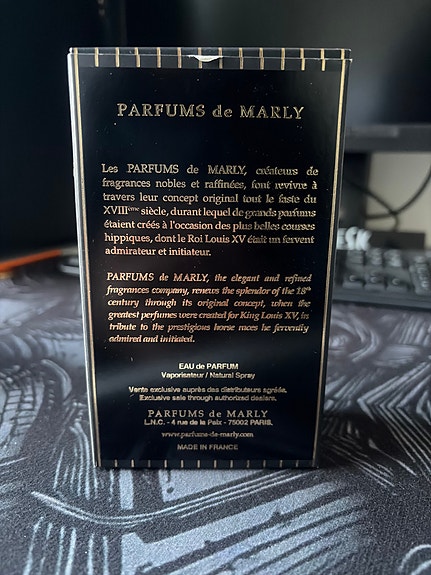 PARFUMS de MARLY
Les PARFUMS de MARLY, créateurs de
fragrances nobles et raffinées, font revivre à
travers leur concept original tout le faste du
XVIIIème siècle, durant lequel de grands parfums
étaient créés à l'occasion des plus belles courses
hippiques, dont le Roi Louis XV était un fervent
admirateur et initiateur.
PARFUMS de MARLY, the elegant and refined
fragrances company, renews the splendor of the 18th
century through its original concept, when the
greatest perfumes were created for King Louis XV, in
tribute to the prestigious horse races he fervently
admired and initiated.
EAU de PARFUM
Vaporisateur / Natural Spray
Vente exclusive auprès des distributeurs agréés.
Exclusive sale through authorized dealers.
PARFUMS de MARLY
L.N.C. - 4 rue de la Paix - 75002 PARIS.
www.parfums-de-marly.com
MADE IN FRANCE